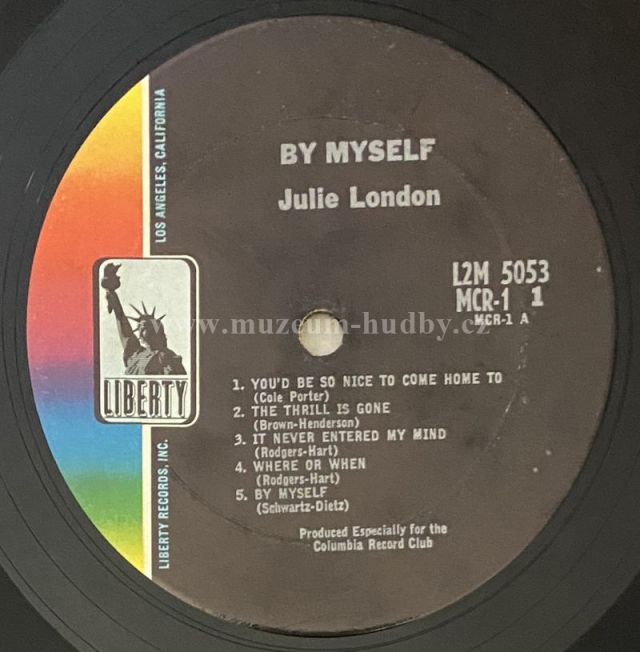 BY MYSELF
Julie London
L2M 5053
MCR-1 1
MCR-1 A
LOS ANGELES, CALIFORNIA
LIBERTY
LIBERTY RECORDS, INC.
www.muzeum-hudby.cz
1. YOU'D BE SO NICE TO COME HOME TO
(Cole Porter)
2. THE THRILL IS GONE
(Brown-Henderson)
3. IT NEVER ENTERED MY MIND
(Rodgers-Hart)
4. WHERE OR WHEN
(Rodgers-Hart)
5. BY MYSELF
(Schwartz-Dietz)
Produced Especially for the
Columbia Record Club